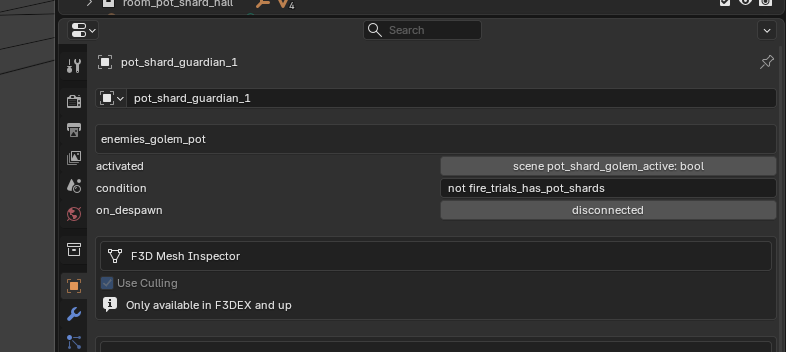 room_pot_shard_hall
4
Search
pot_shard_guardian_1
pot_shard_guardian_1
enemies_golem_pot
activated scene pot_shard_golem_active: bool
condition not fire_trials_has_pot_shards
on_despawn disconnected
F3D Mesh Inspector
Use Culling
Only available in F3DEX and up